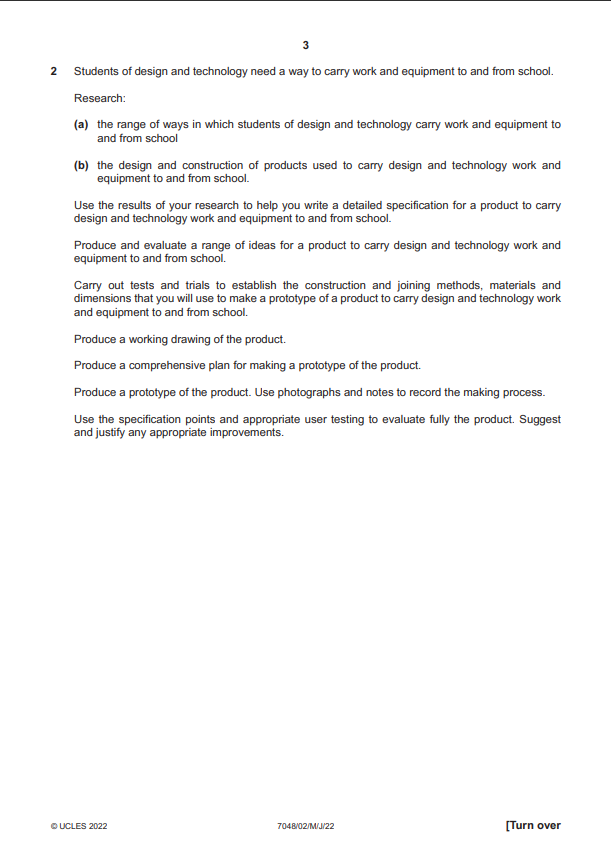 3
2 Students of design and technology need a way to carry work and equipment to and from school.
Research:
(a) the range of ways in which students of design and technology carry work and equipment to
and from school
(b) the design and construction of products used to carry design and technology work and
equipment to and from school.
Use the results of your research to help you write a detailed specification for a product to carry
design and technology work and equipment to and from school.
Produce and evaluate a range of ideas for a product to carry design and technology work and
equipment to and from school.
Carry out tests and trials to establish the construction and joining methods, materials and
dimensions that you will use to make a prototype of a product to carry design and technology work
and equipment to and from school.
Produce a working drawing of the product.
Produce a comprehensive plan for making a prototype of the product.
Produce a prototype of the product. Use photographs and notes to record the making process.
Use the specification points and appropriate user testing to evaluate fully the product. Suggest
and justify any appropriate improvements.
© UCLES 2022 7048/02/M/J/22 [Turn over